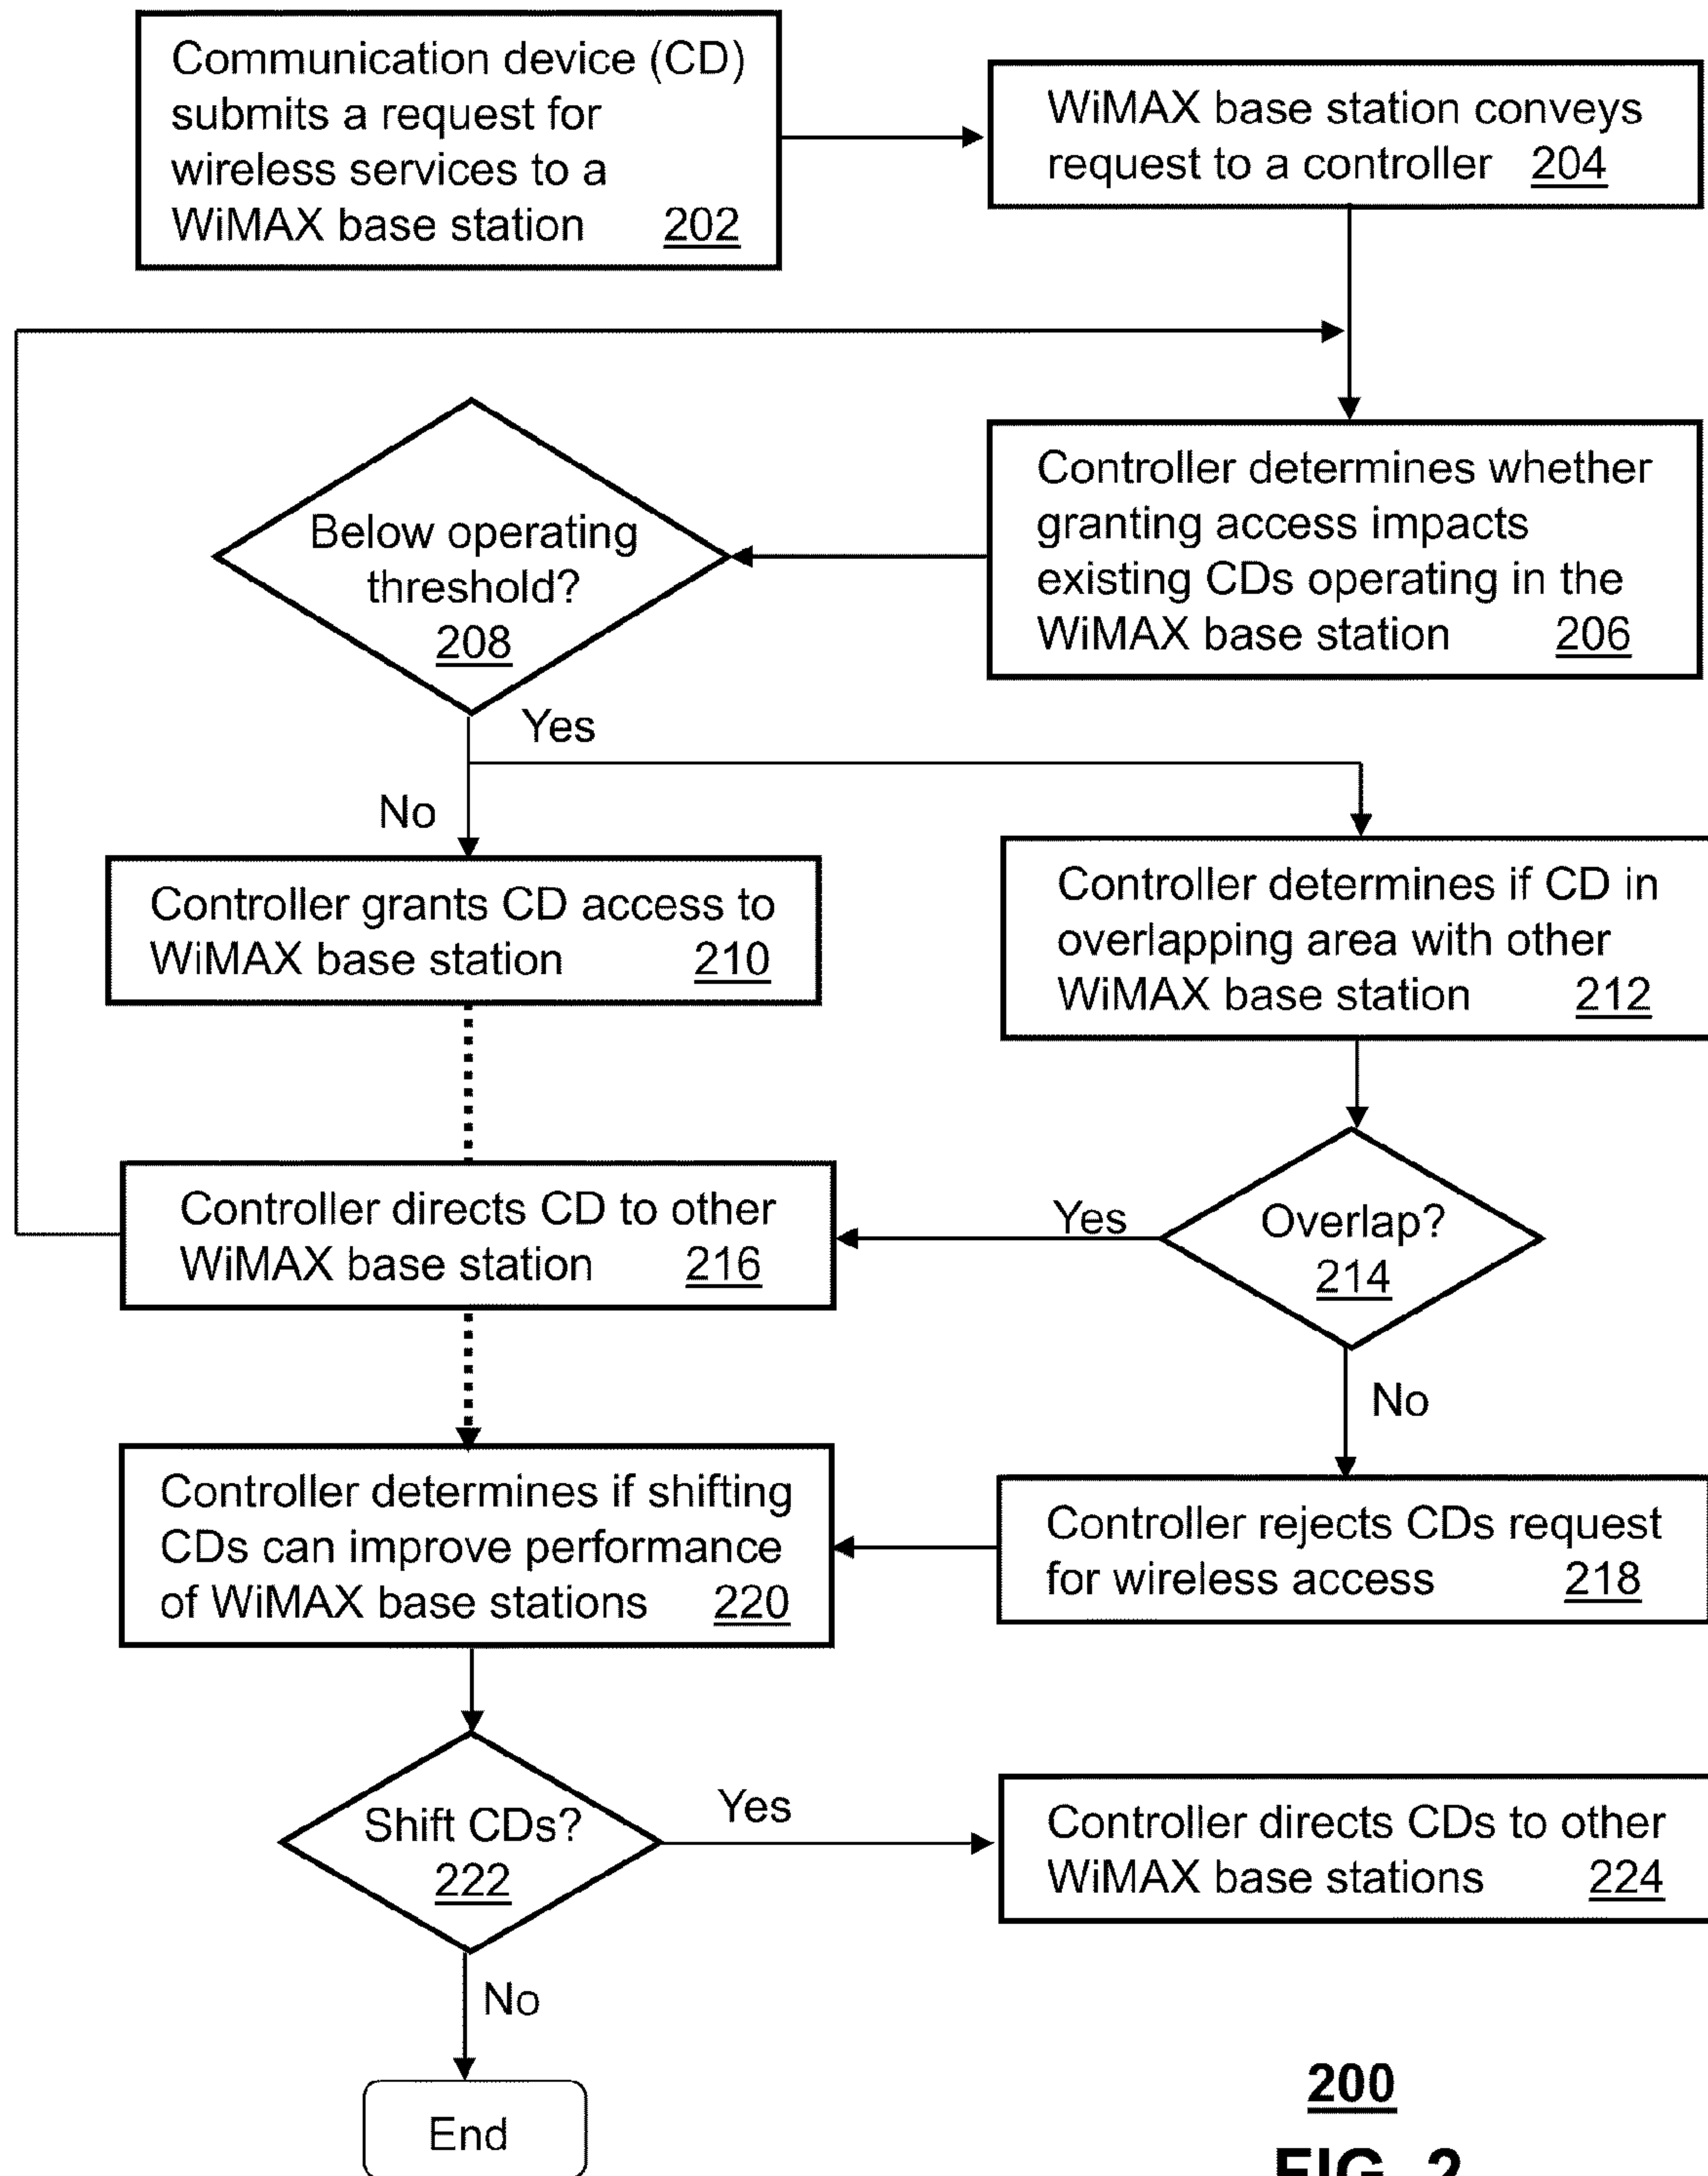 Communication device (CD)
submits a request for
wireless services to a
WiMAX base station 202
WiMAX base station conveys
request to a controller 204
Controller determines whether
granting access impacts
existing CDs operating in the
WiMAX base station 206
Below operating
threshold?
208
Yes
No
Controller grants CD access to
WiMAX base station 210
Controller determines if CD in
overlapping area with other
WiMAX base station 212
Overlap?
214
Yes
Controller directs CD to other
WiMAX base station 216
No
Controller rejects CDs request
for wireless access 218
Controller determines if shifting
CDs can improve performance
of WiMAX base stations 220
Shift CDs?
222
Yes
Controller directs CDs to other
WiMAX base stations 224
No
End
200
FIG. 2